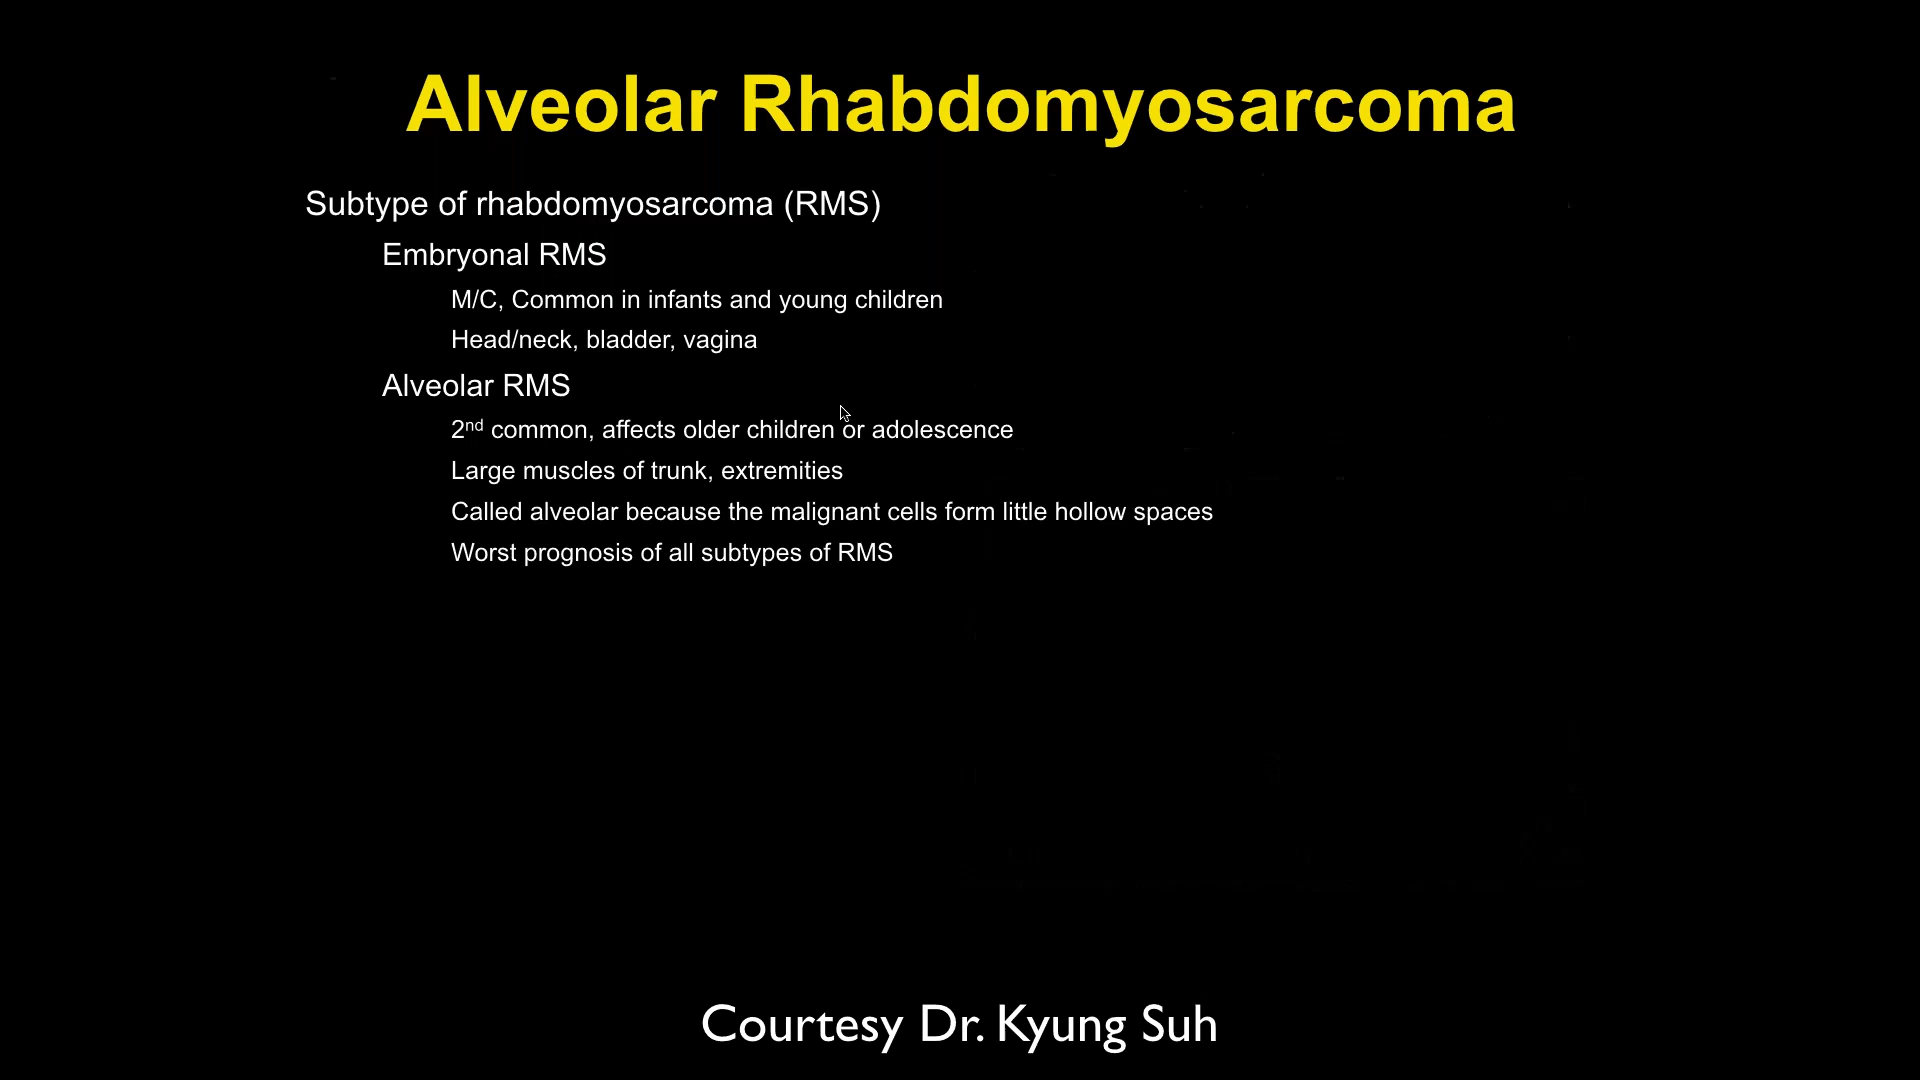 Alveolar Rhabdomyosarcoma
Subtype of rhabdomyosarcoma (RMS)
Embryonal RMS
M/C, Common in infants and young children
Head/neck, bladder, vagina
Alveolar RMS
2nd common, affects older children or adolescence
Large muscles of trunk, extremities
Called alveolar because the malignant cells form little hollow spaces
Worst prognosis of all subtypes of RMS
Courtesy Dr. Kyung Suh